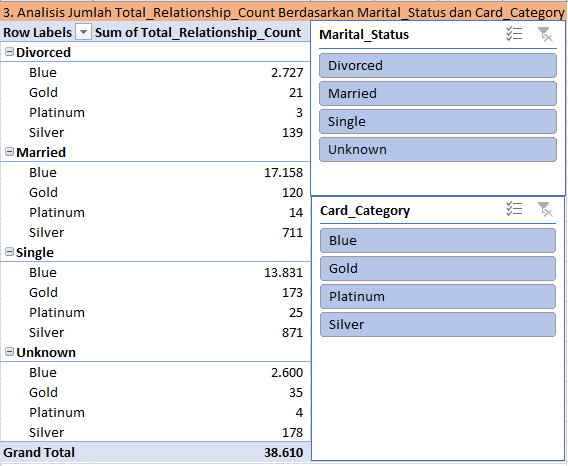 3. Analisis Jumlah Total_Relationship_Count Berdasarkan Marital_Status dan Card_Category
Row Labels Sum of Total_Relationship_Count
Divorced
Blue 2.727
Gold 21
Platinum 3
Silver 139
Married
Blue 17.158
Gold 120
Platinum 14
Silver 711
Single
Blue 13.831
Gold 173
Platinum 25
Silver 871
Unknown
Blue 2.600
Gold 35
Platinum 4
Silver 178
Grand Total 38.610
Marital_Status
Divorced
Married
Single
Unknown
Card_Category
Blue
Gold
Platinum
Silver